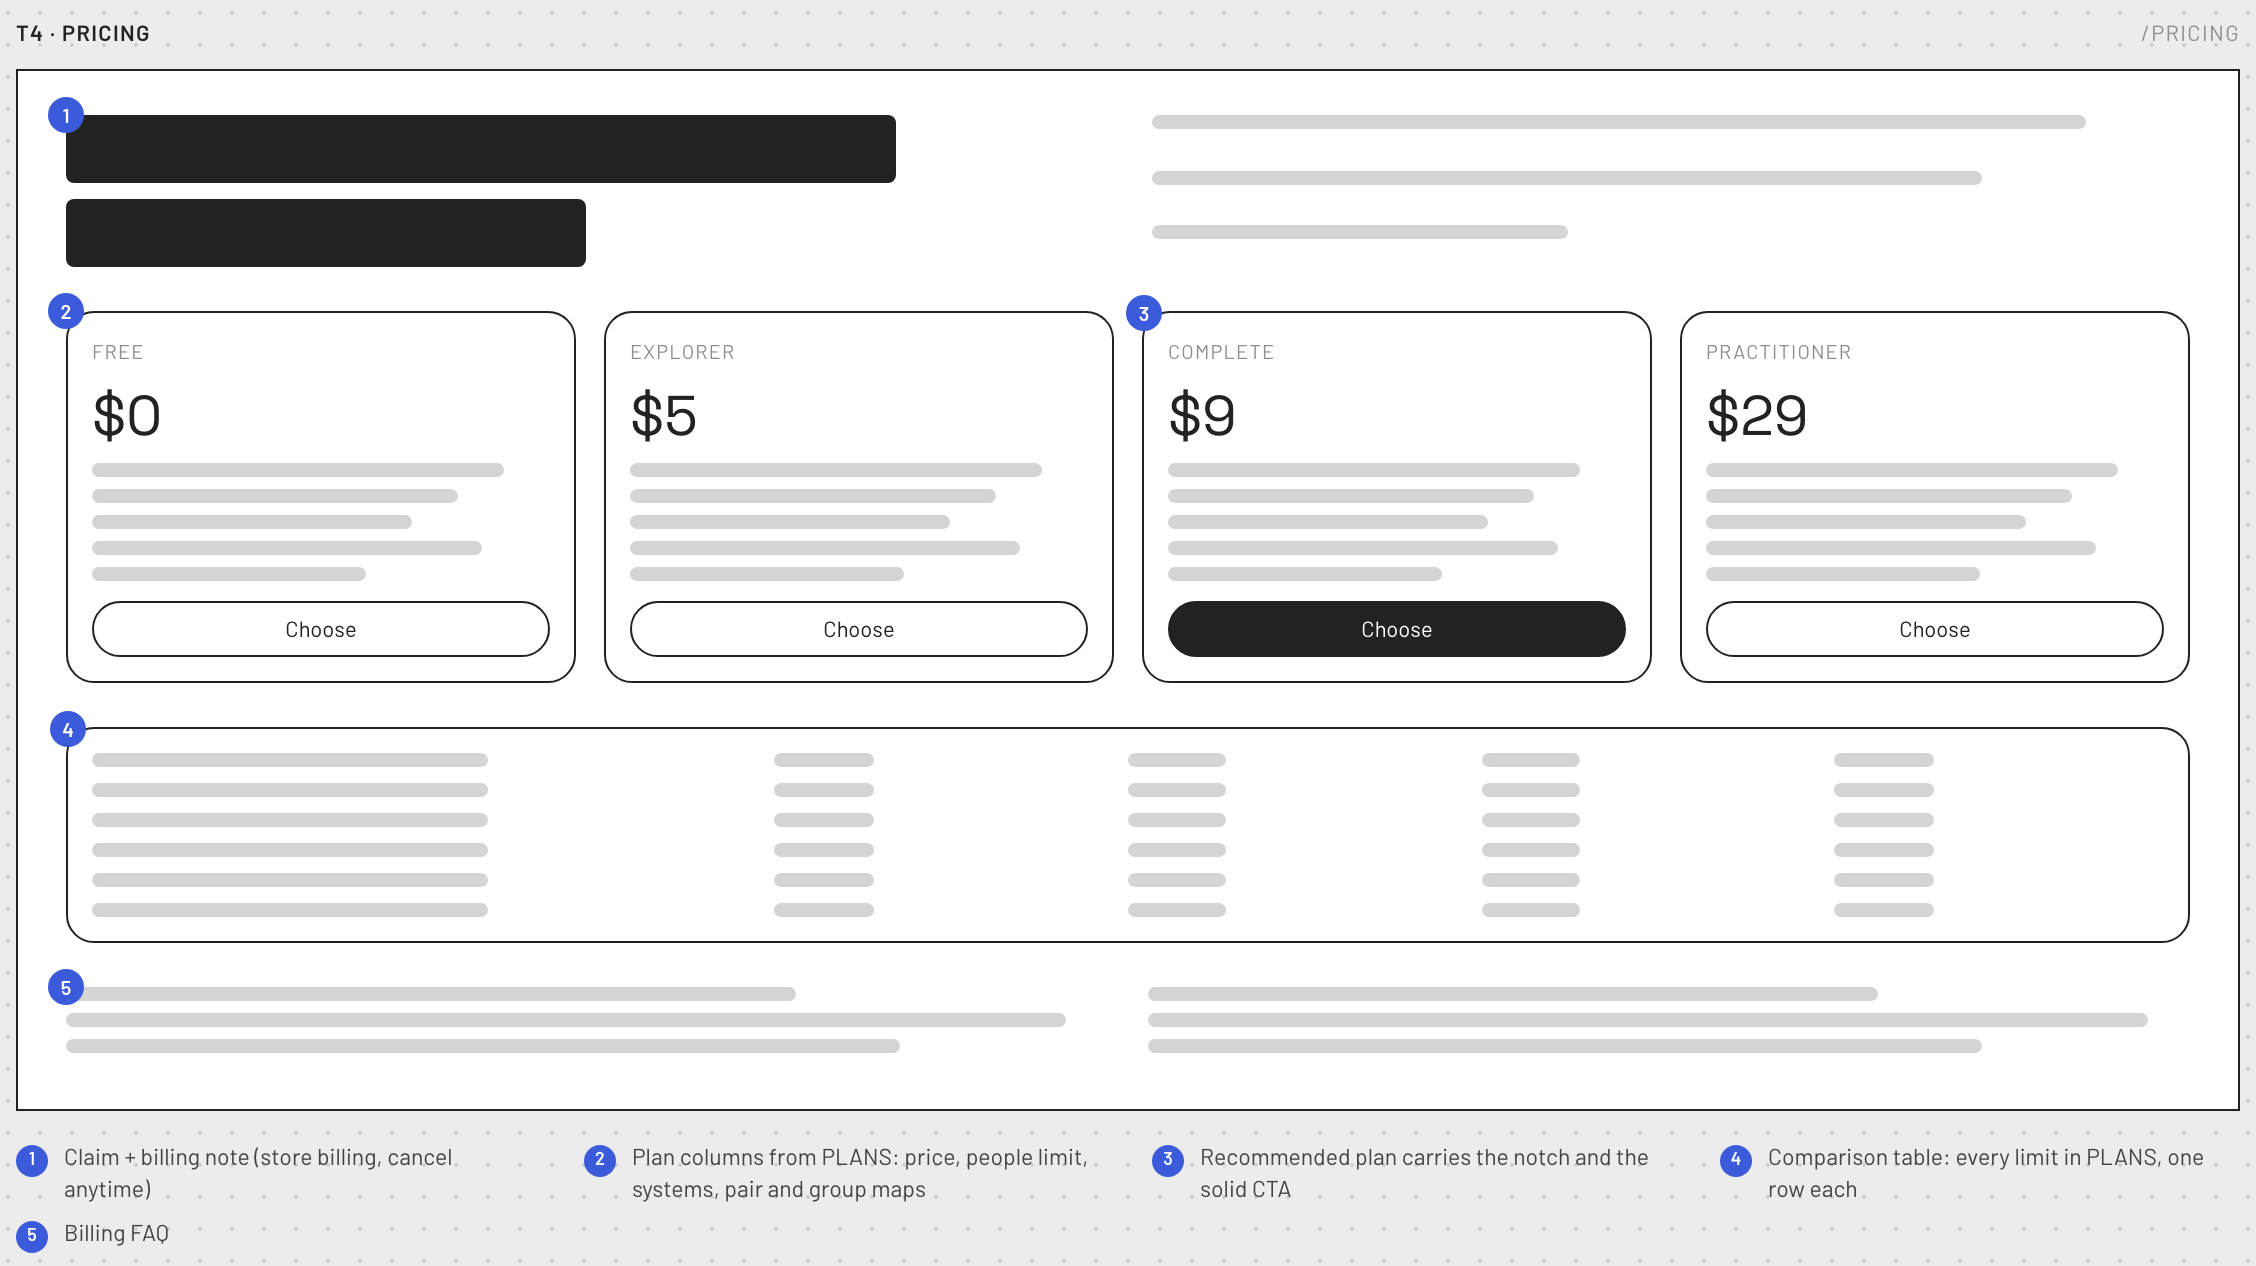 T4 · PRICING
/PRICING
1
2
FREE
$0
Choose
EXPLORER
$5
Choose
3
COMPLETE
$9
Choose
PRACTITIONER
$29
Choose
4
5
1 Claim + billing note (store billing, cancel
anytime)
2 Plan columns from PLANS: price, people limit,
systems, pair and group maps
3 Recommended plan carries the notch and the
solid CTA
4 Comparison table: every limit in PLANS, one
row each
5 Billing FAQ